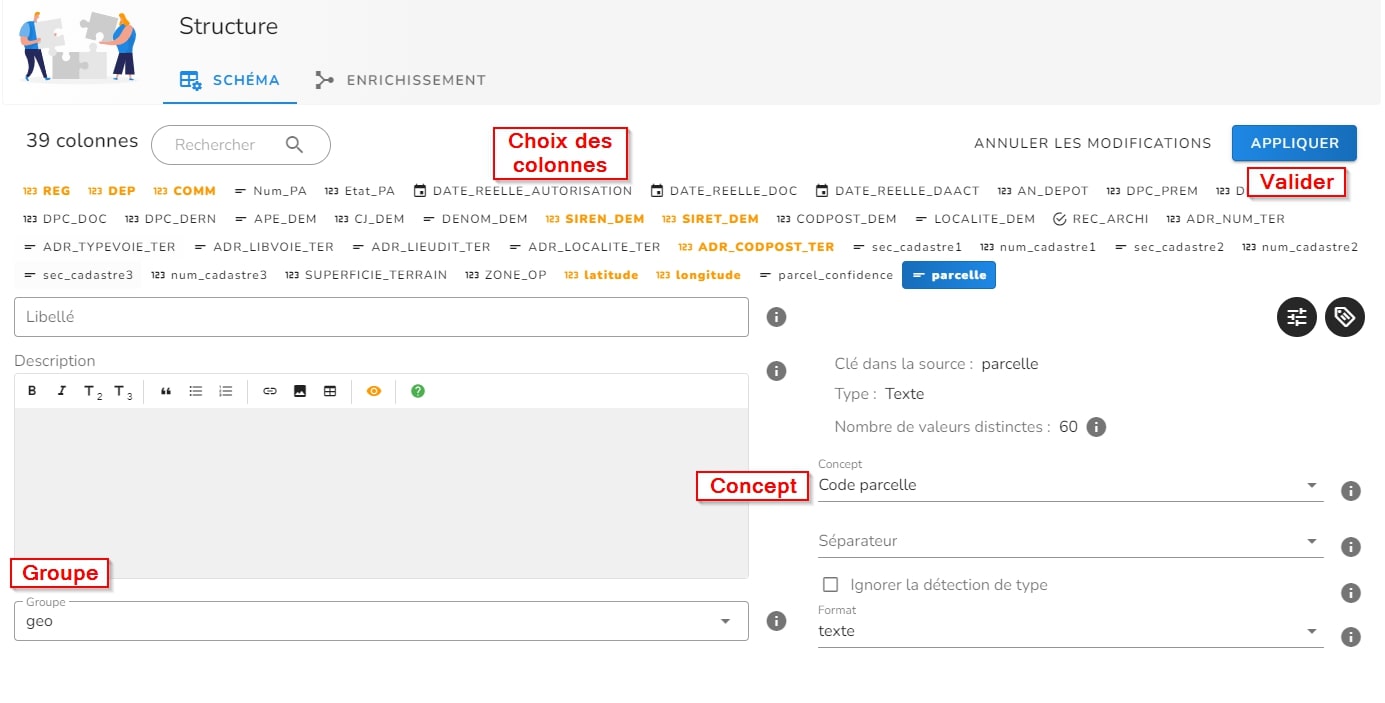 Structure
SCHÉMA ENRICHISSEMENT
39 colonnes Rechercher Choix des colonnes ANNULER LES MODIFICATIONS APPLIQUER
Valider
123 REG 123 DEP 123 COMM Num_PA 123 Etat_PA DATE_REELLE_AUTORISATION DATE_REELLE_DOC DATE_REELLE_DAACT 123 AN_DEPOT 123 DPC_PREM 123
123 DPC_DOC 123 DPC_DERN APE_DEM 123 CJ_DEM DENOM_DEM 123 SIREN_DEM 123 SIRET_DEM 123 CODPOST_DEM LOCALITE_DEM REC_ARCHI 123 ADR_NUM_TER
ADR_TYPEVOIE_TER ADR_LIBVOIE_TER ADR_LIEUDIT_TER ADR_LOCALITE_TER 123 ADR_CODPOST_TER sec_cadastre1 123 num_cadastre1 sec_cadastre2 123 num_cadastre2
sec_cadastre3 123 num_cadastre3 123 SUPERFICIE_TERRAIN 123 ZONE_OP 123 latitude 123 longitude parcel_confidence parcelle
Libellé
Description
B I T2 T3
Clé dans la source : parcelle
Type : Texte
Nombre de valeurs distinctes : 60
Concept
Concept
Code parcelle
Séparateur
Groupe
Groupe
geo
Ignorer la détection de type
Format
texte